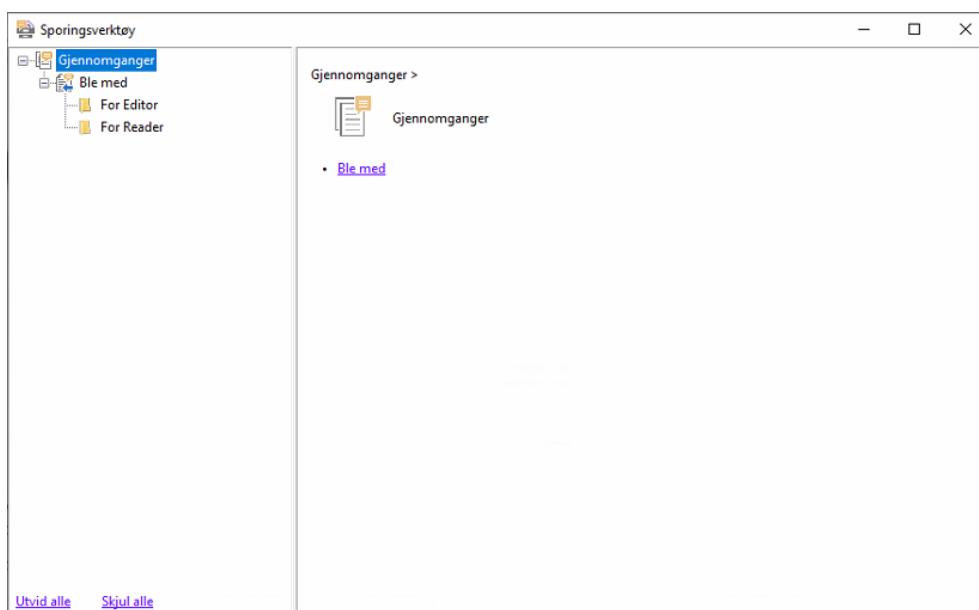 Sporingsverktøy
Gjennomganger
Ble med
For Editor
For Reader
Utvid alle Skjul alle
Gjennomganger >
Gjennomganger
• Ble med